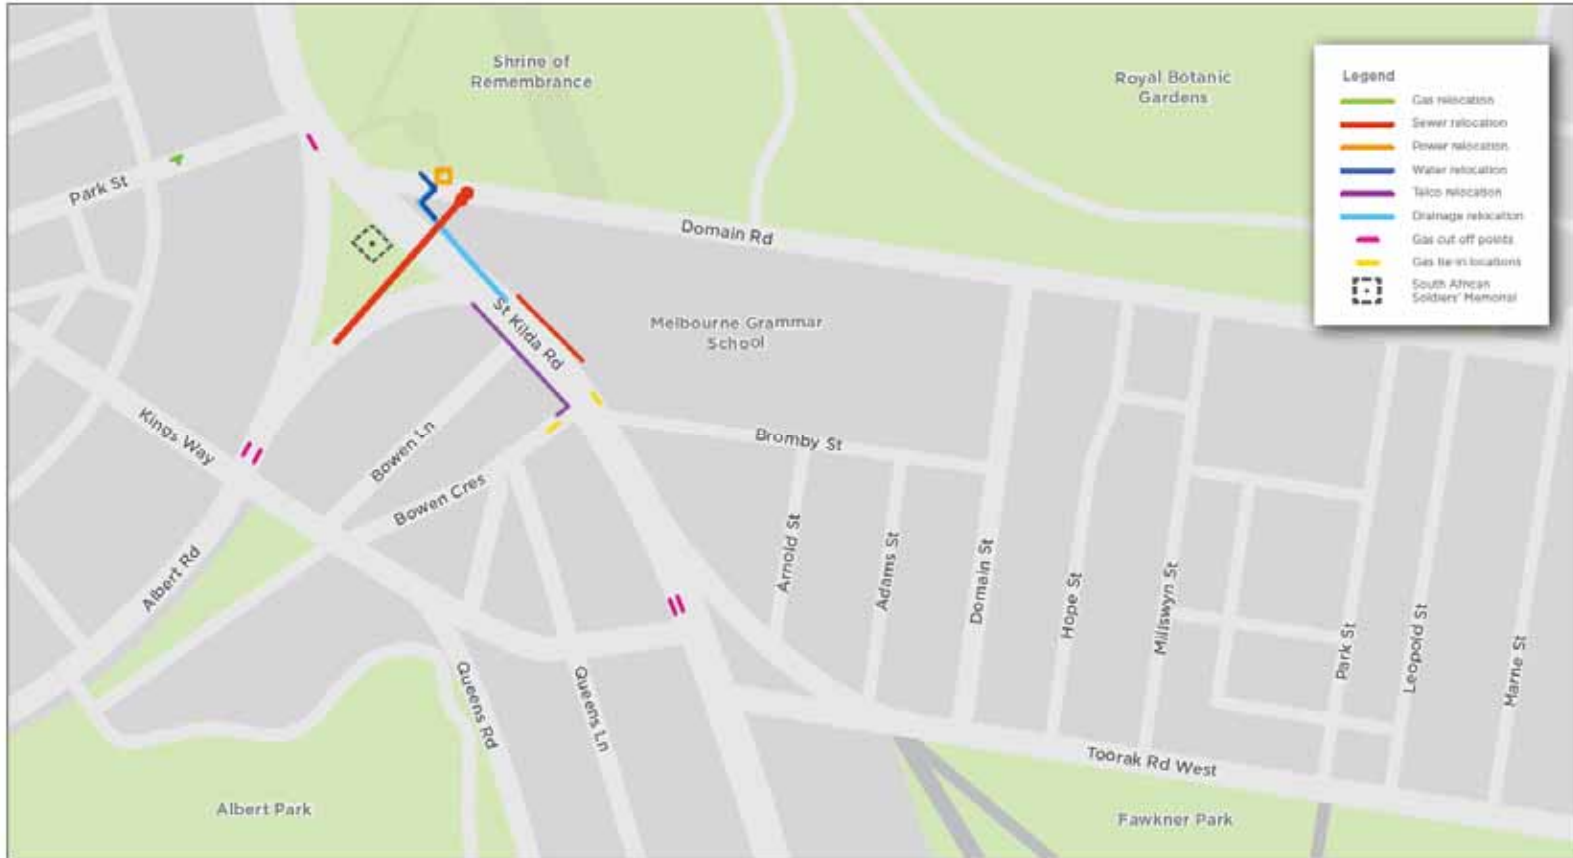 Shrine of
Remembrance
Royal Botanic
Gardens
Legend
Gas relocation
Sewer relocation
Power relocation
Water relocation
Telco relocation
Drainage relocation
Gas cut off points
Gas tie-in locations
South African
Soldiers' Memorial
Park St
Domain Rd
St Kilda Rd
Melbourne Grammar
School
Kings Way
Bowen Ln
Bowen Cres
Bromby St
Albert Rd
Arnold St
Adams St
Domain St
Hope St
Millswyn St
Park St
Leopold St
Marne St
Queens Rd
Queens Ln
Toorak Rd West
Albert Park
Fawkner Park